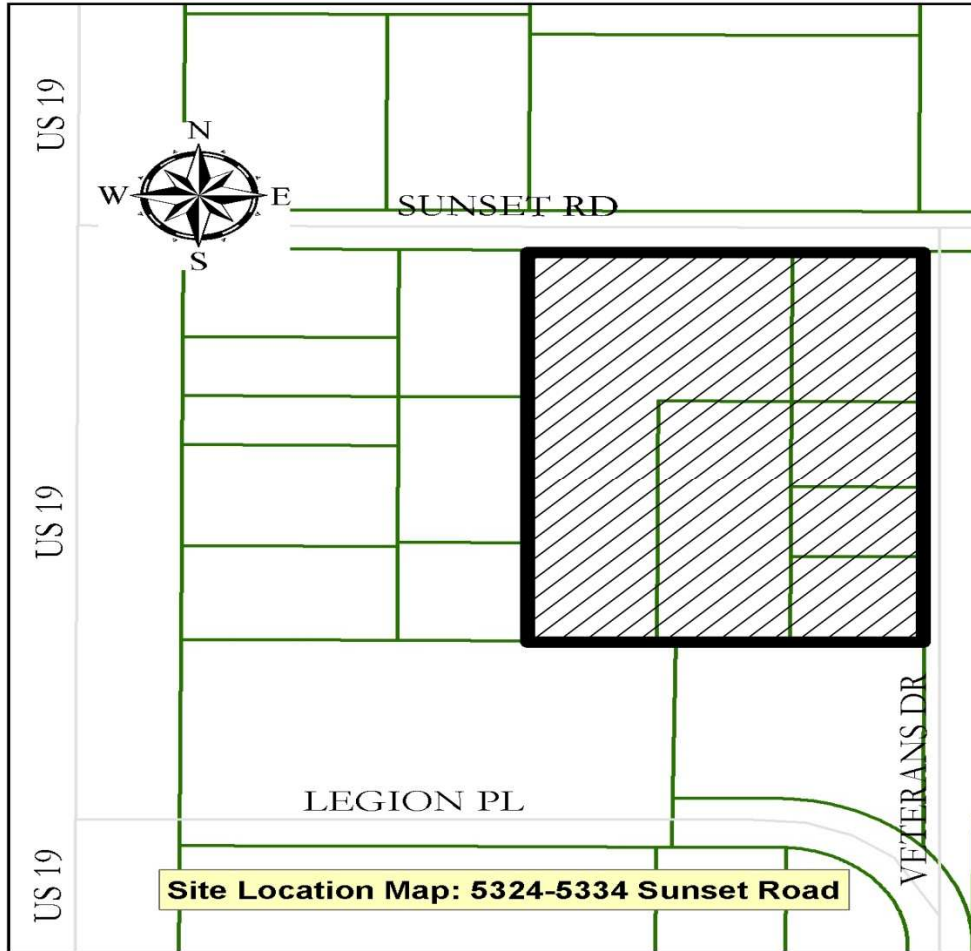 US 19
N
W
E
S
SUNSET RD
US 19
VETERANS DR
LEGION PL
US 19
Site Location Map: 5324-5334 Sunset Road